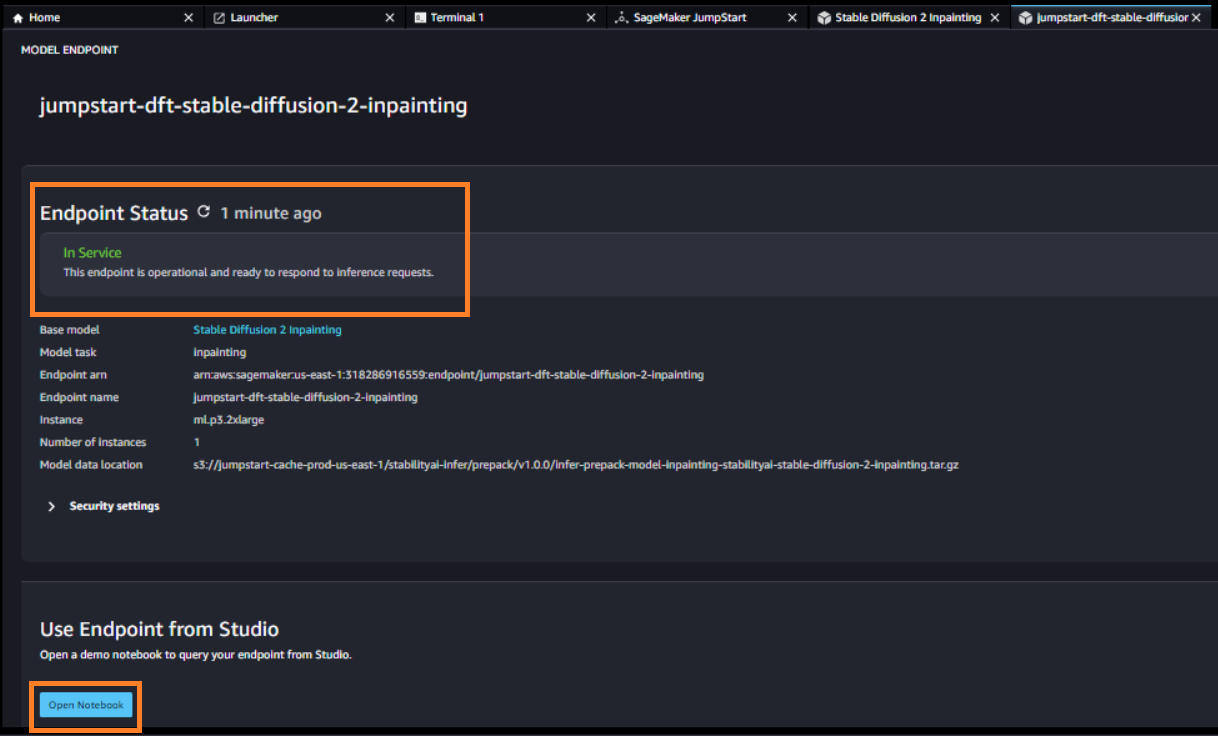 Home Launcher Terminal 1 SageMaker JumpStart Stable Diffusion 2 Inpainting jumpstart-dft-stable-diffusior
MODEL ENDPOINT
jumpstart-dft-stable-diffusion-2-inpainting
Endpoint Status 1 minute ago
In Service
This endpoint is operational and ready to respond to inference requests.
Base model Stable Diffusion 2 Inpainting
Model task Inpainting
Endpoint arn arn:aws:sagemaker:us-east-1:318286916559:endpoint/jumpstart-dft-stable-diffusion-2-inpainting
Endpoint name jumpstart-dft-stable-diffusion-2-inpainting
Instance ml.p3.2xlarge
Number of instances 1
Model data location s3://jumpstart-cache-prod-us-east-1/stabilityai-infer/prepack/v1.0.0/infer-prepack-model-inpainting-stabilityai-stable-diffusion-2-inpainting.tar.gz
Security settings
Use Endpoint from Studio
Open a demo notebook to query your endpoint from Studio.
Open Notebook